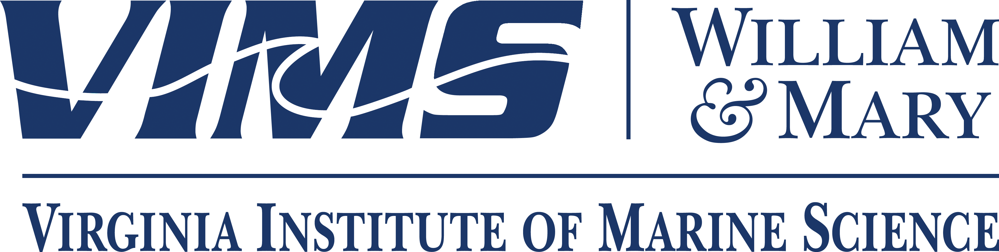 VIMS
WILLIAM
& MARY
VIRGINIA INSTITUTE OF MARINE SCIENCE